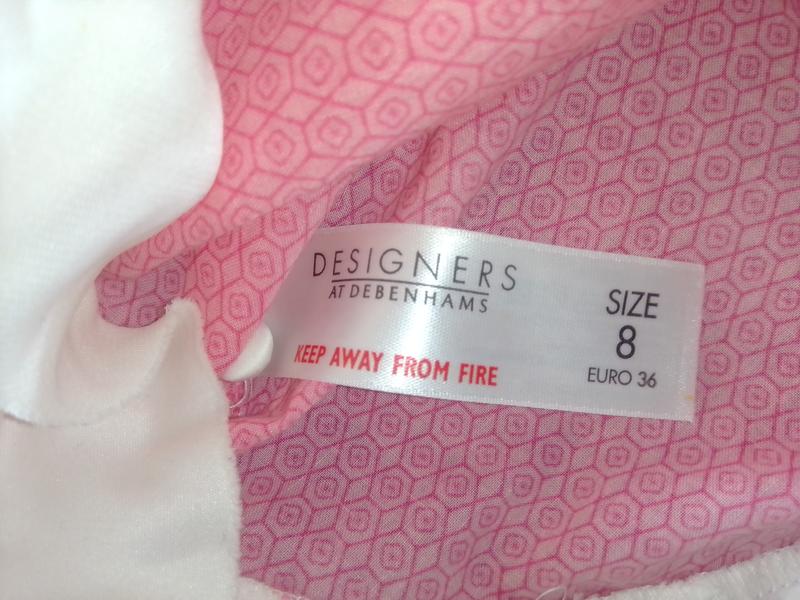 DESIGNERS
AT DEBENHAMS
KEEP AWAY FROM FIRE
SIZE
8
EURO 36